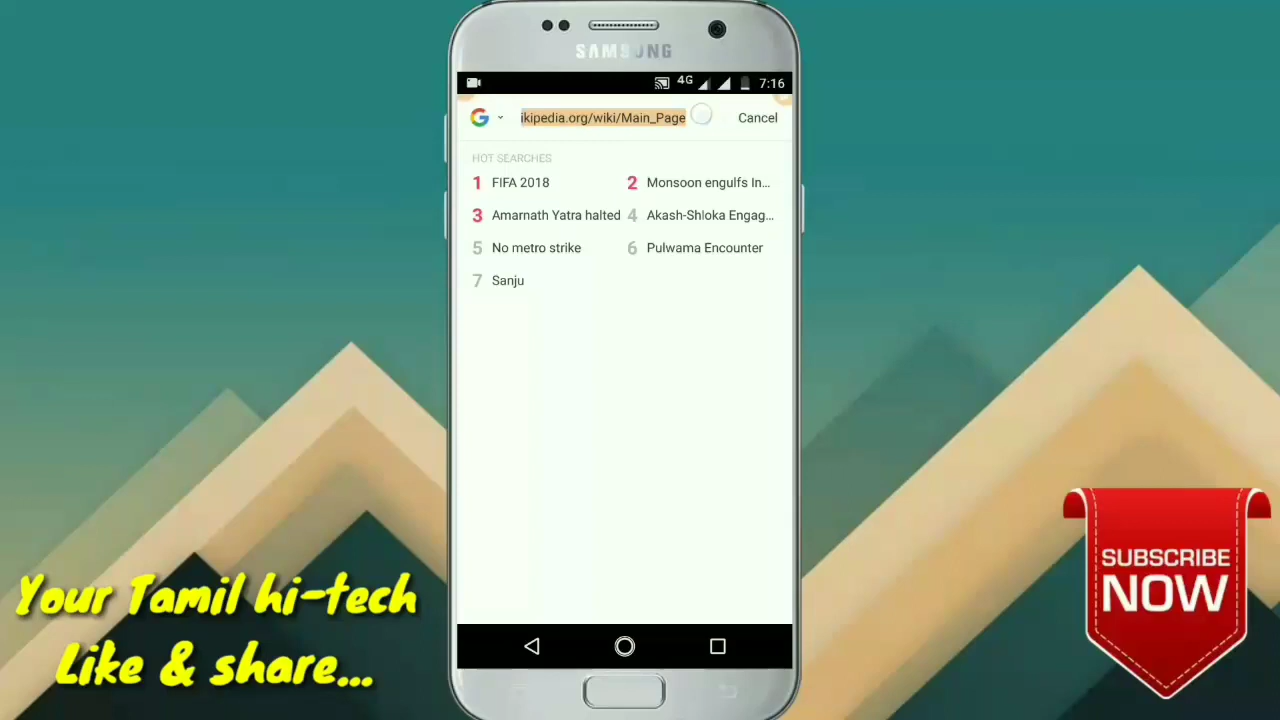 SAMSUNG
4G 7:16
ikipedia.org/wiki/Main_Page Cancel
HOT SEARCHES
1 FIFA 2018 2 Monsoon engulfs In...
3 Amarnath Yatra halted 4 Akash-Shloka Engag...
5 No metro strike 6 Pulwama Encounter
7 Sanju
Your Tamil hi-tech
Like & share...
SUBSCRIBE
NOW